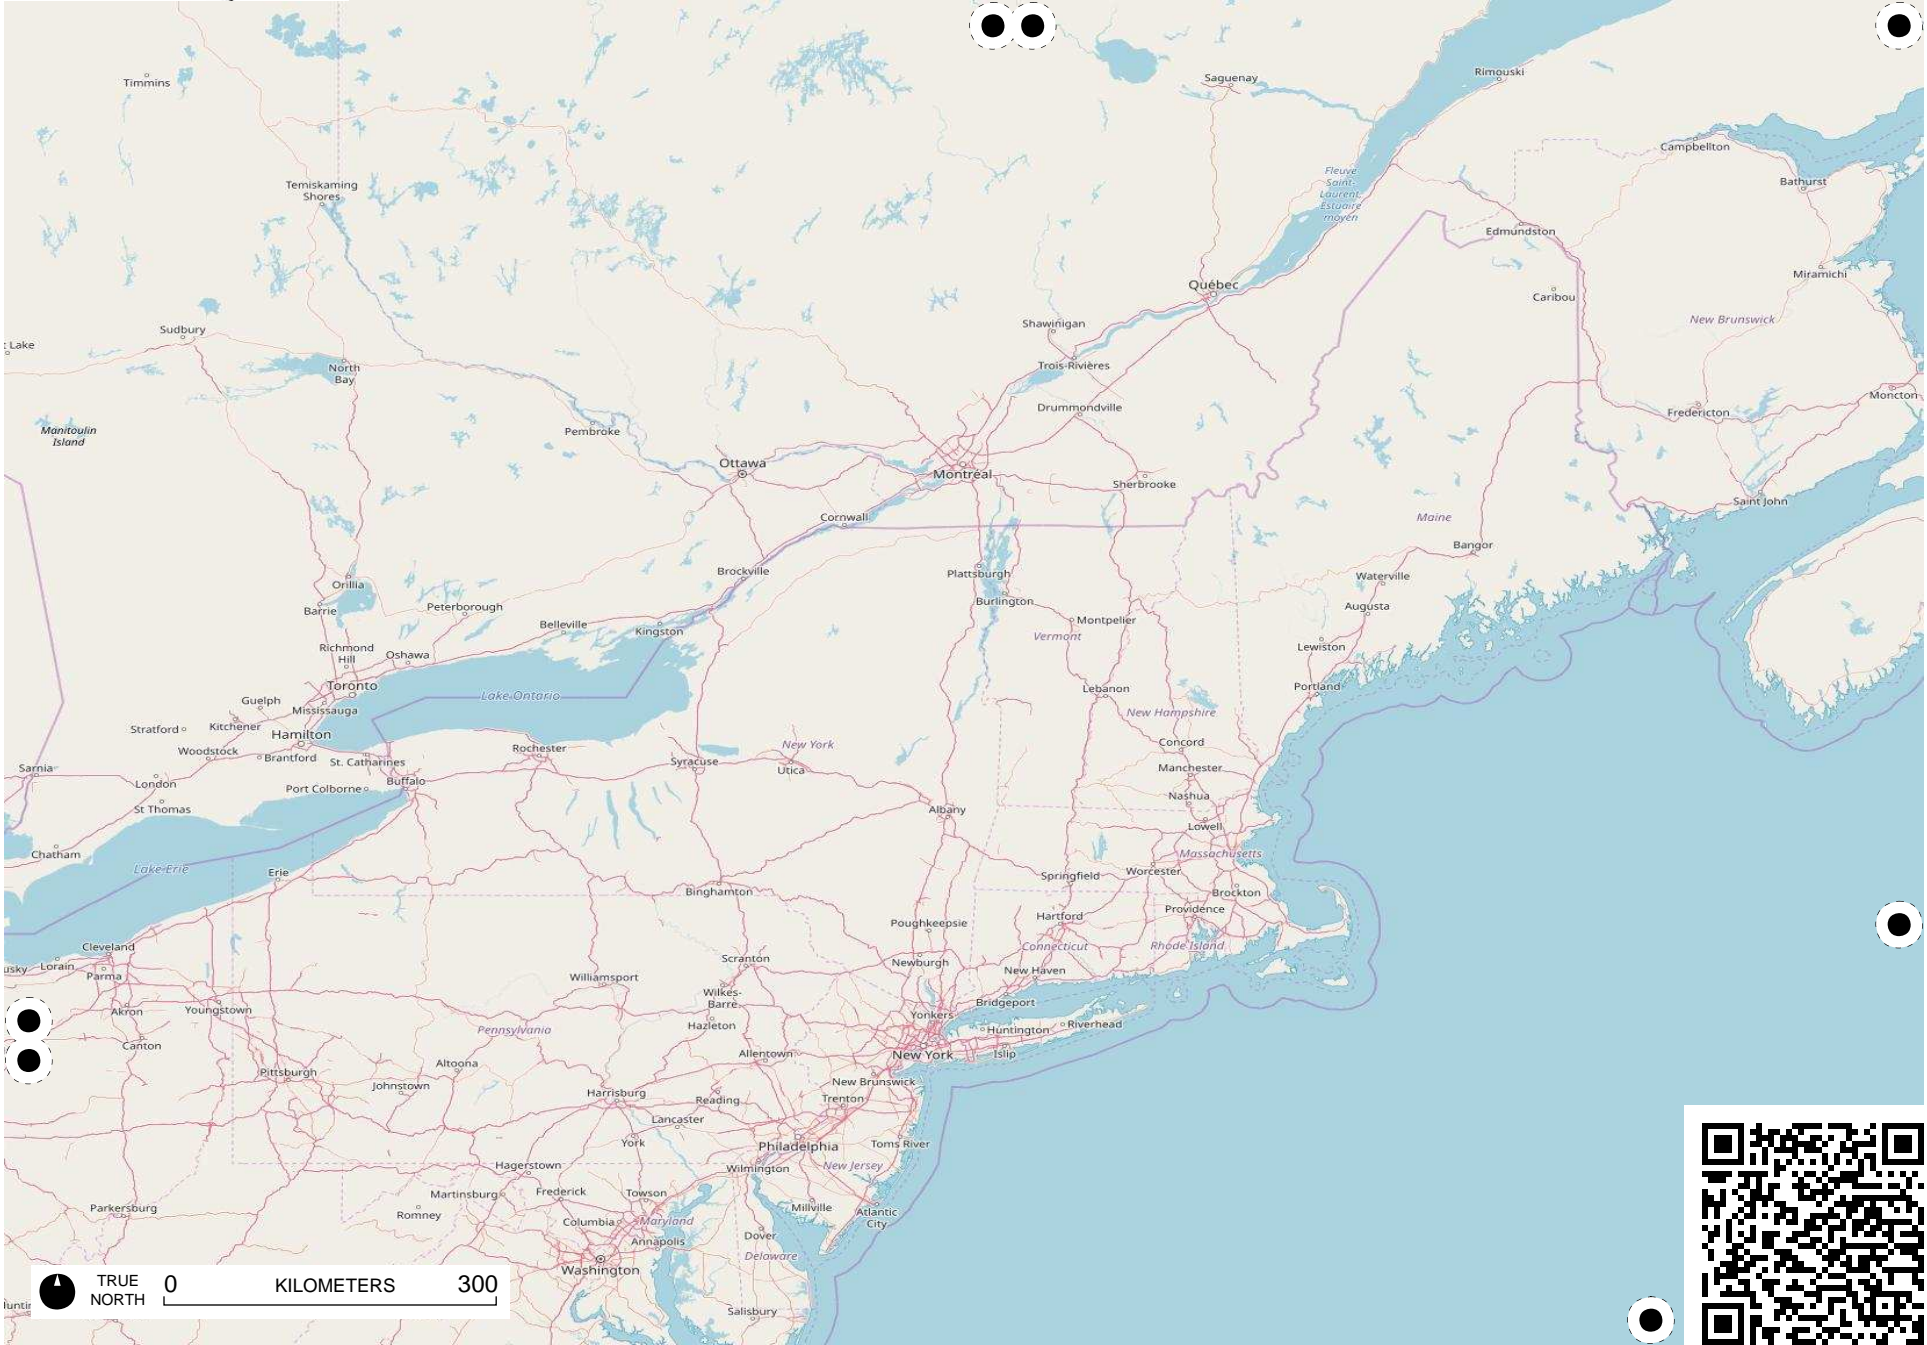 Timmins
Saguenay
Rimouski
Campbellton
Temiskaming
Shores
Fleuve
Saint-
Laurent-
Estuaire
moyen
Bathurst
Edmundston
Miramichi
Québec
Caribou
New Brunswick
Sudbury
Shawinigan
Lake
North
Bay
Trois-Rivières
Moncton
Drummondville
Fredericton
Manitoulin
Island
Pembroke
Ottawa
Montréal
Sherbrooke
Saint John
Cornwall
Maine
Bangor
Brockville
Plattsburgh
Waterville
Orillia
Burlington
Augusta
Barrie
Peterborough
Montpelier
Belleville
Kingston
Vermont
Richmond
Hill
Oshawa
Lewiston
Toronto
Lake Ontario
Lebanon
Portland
Guelph
Mississauga
New Hampshire
Stratford
Kitchener
Hamilton
Concord
Woodstock
Brantford
St. Catharines
Rochester
New York
Syracuse
Utica
Sarnia
London
Buffalo
Manchester
Port Colborne
Nashua
St Thomas
Albany
Lowell
Chatham
Massachusetts
Lake Erie
Erie
Springfield
Worcester
Binghamton
Brockton
Providence
Poughkeepsie
Hartford
Cleveland
Connecticut
Rhode Island
usky
Lorain
Parma
Scranton
Newburgh
New Haven
Williamsport
Wilkes-
Barre
Bridgeport
Akron
Youngstown
Yonkers
Hazleton
Pennsylvania
Huntington
Riverhead
Canton
Allentown
New York
Islip
Altoona
Pittsburgh
Johnstown
New Brunswick
Harrisburg
Reading
Trenton
Lancaster
York
Philadelphia
Toms River
Hagerstown
Wilmington
New Jersey
Martinsburg
Frederick
Towson
Parkersburg
Romney
Millville
Atlantic
City
Columbia
Maryland
Annapolis
Dover
Delaware
Washington
TRUE
NORTH
0 KILOMETERS 300
Salisbury